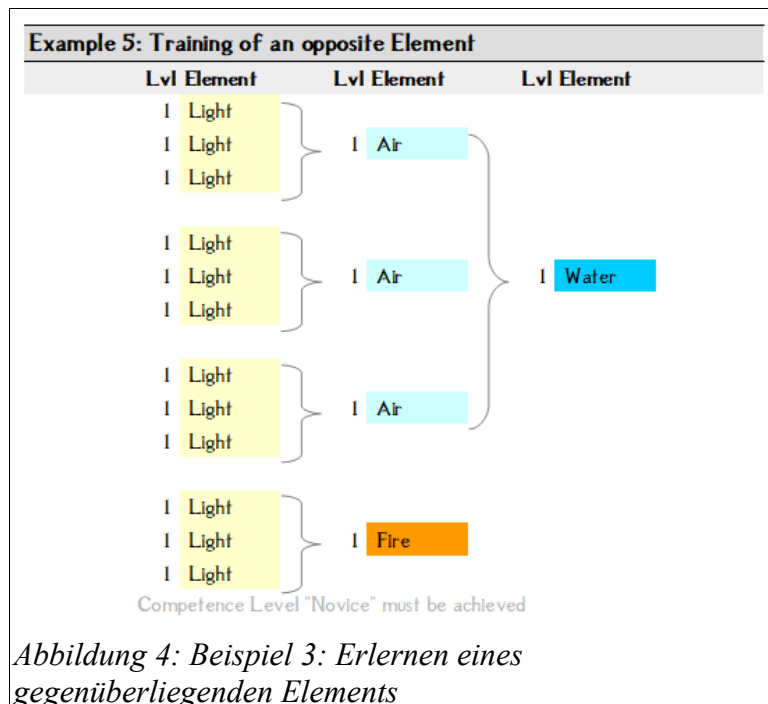 Example 5: Training of an opposite Element
Lvl Element Lvl Element Lvl Element
1 Light
1 Light 1 Air
1 Light
1 Light
1 Light 1 Air 1 Water
1 Light
1 Light
1 Light 1 Air
1 Light
1 Light
1 Light 1 Fire
1 Light
Competence Level "Novice" must be achieved
Abbildung 4: Beispiel 3: Erlernen eines
gegenüberliegenden Elements